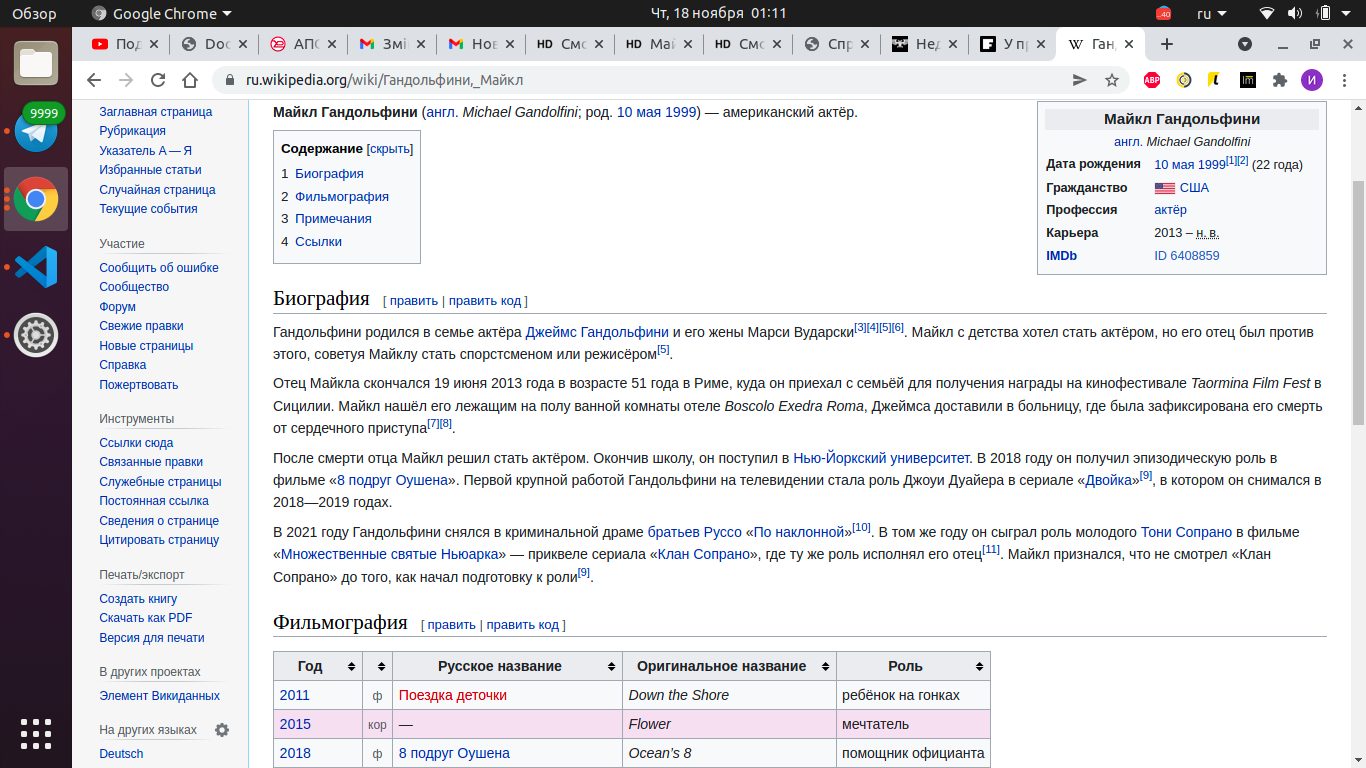 Обзор Google Chrome Чт, 18 ноября 01:11 40 ru
Под Doc АПС Змін Нов HD Смо HD Май HD Смо Спр Нед У пр W Ган
ru.wikipedia.org/wiki/Гандольфини,_Майкл ABP И
9999
Заглавная страница
Рубрикация
Указатель А — Я
Избранные статьи
Случайная страница
Текущие события
Участие
Сообщить об ошибке
Сообщество
Форум
Свежие правки
Новые страницы
Справка
Пожертвовать
Инструменты
Ссылки сюда
Связанные правки
Служебные страницы
Постоянная ссылка
Сведения о странице
Цитировать страницу
Печать/экспорт
Создать книгу
Скачать как PDF
Версия для печати
В других проектах
Элемент Викиданных
На других языках
Deutsch
Майкл Гандольфини (англ. Michael Gandolfini; род. 10 мая 1999) — американский актёр.
Содержание [скрыть]
1 Биография
2 Фильмография
3 Примечания
4 Ссылки
Майкл Гандольфини
англ. Michael Gandolfini
Дата рождения 10 мая 1999[1][2] (22 года)
Гражданство США
Профессия актёр
Карьера 2013 – н. в.
IMDb ID 6408859
Биография [ править | править код ]
Гандольфини родился в семье актёра Джеймс Гандольфини и его жены Марси Вударски[3][4][5][6]. Майкл с детства хотел стать актёром, но его отец был против
этого, советуя Майклу стать спорстсменом или режисёром[5].
Отец Майкла скончался 19 июня 2013 года в возрасте 51 года в Риме, куда он приехал с семьёй для получения награды на кинофестивале Taormina Film Fest в
Сицилии. Майкл нашёл его лежащим на полу ванной комнаты отеле Boscolo Exedra Roma, Джеймса доставили в больницу, где была зафиксирована его смерть
от сердечного приступа[7][8].
После смерти отца Майкл решил стать актёром. Окончив школу, он поступил в Нью-Йоркский университет. В 2018 году он получил эпизодическую роль в
фильме «8 подруг Оушена». Первой крупной работой Гандольфини на телевидении стала роль Джоуи Дуайера в сериале «Двойка»[9], в котором он снимался в
2018—2019 годах.
В 2021 году Гандольфини снялся в криминальной драме братьев Руссо «По наклонной»[10]. В том же году он сыграл роль молодого Тони Сопрано в фильме
«Множественные святые Ньюарка» — приквеле сериала «Клан Сопрано», где ту же роль исполнял его отец[11]. Майкл признался, что не смотрел «Клан
Сопрано» до того, как начал подготовку к роли[9].
Фильмография [ править | править код ]
Год Русское название Оригинальное название Роль
2011 ф Поездка деточки Down the Shore ребёнок на гонках
2015 кор — Flower мечтатель
2018 ф 8 подруг Оушена Ocean's 8 помощник официанта